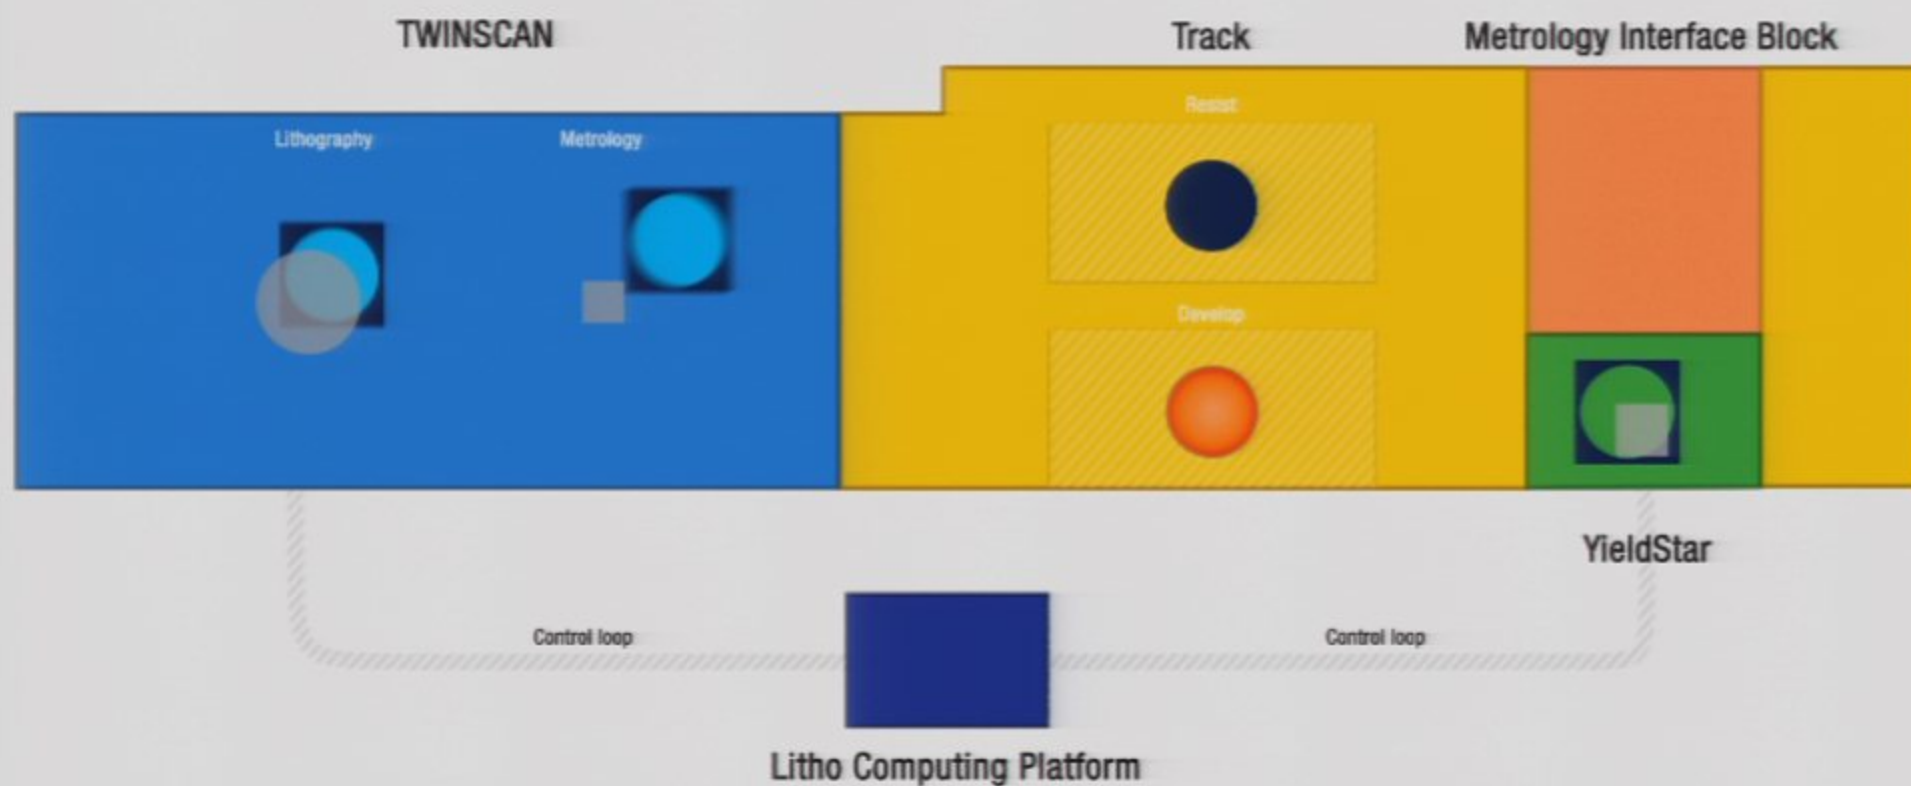 TWINSCAN
Track
Metrology Interface Block
Lithography
Metrology
Resist
Develop
YieldStar
Control loop
Control loop
Litho Computing Platform